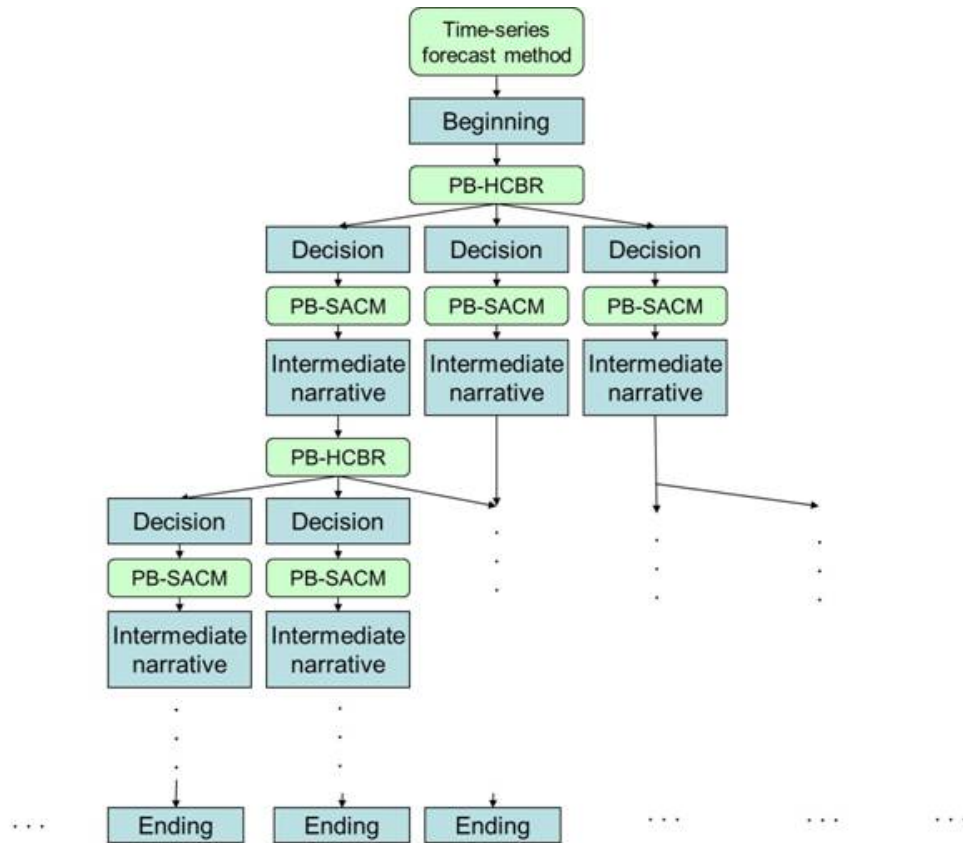 Time-series
forecast method
Beginning
PB-HCBR
Decision
Decision
Decision
PB-SACM
PB-SACM
PB-SACM
Intermediate
narrative
Intermediate
narrative
Intermediate
narrative
PB-HCBR
Decision
Decision
PB-SACM
PB-SACM
Intermediate
narrative
Intermediate
narrative
...
Ending
Ending
Ending
...
...
...